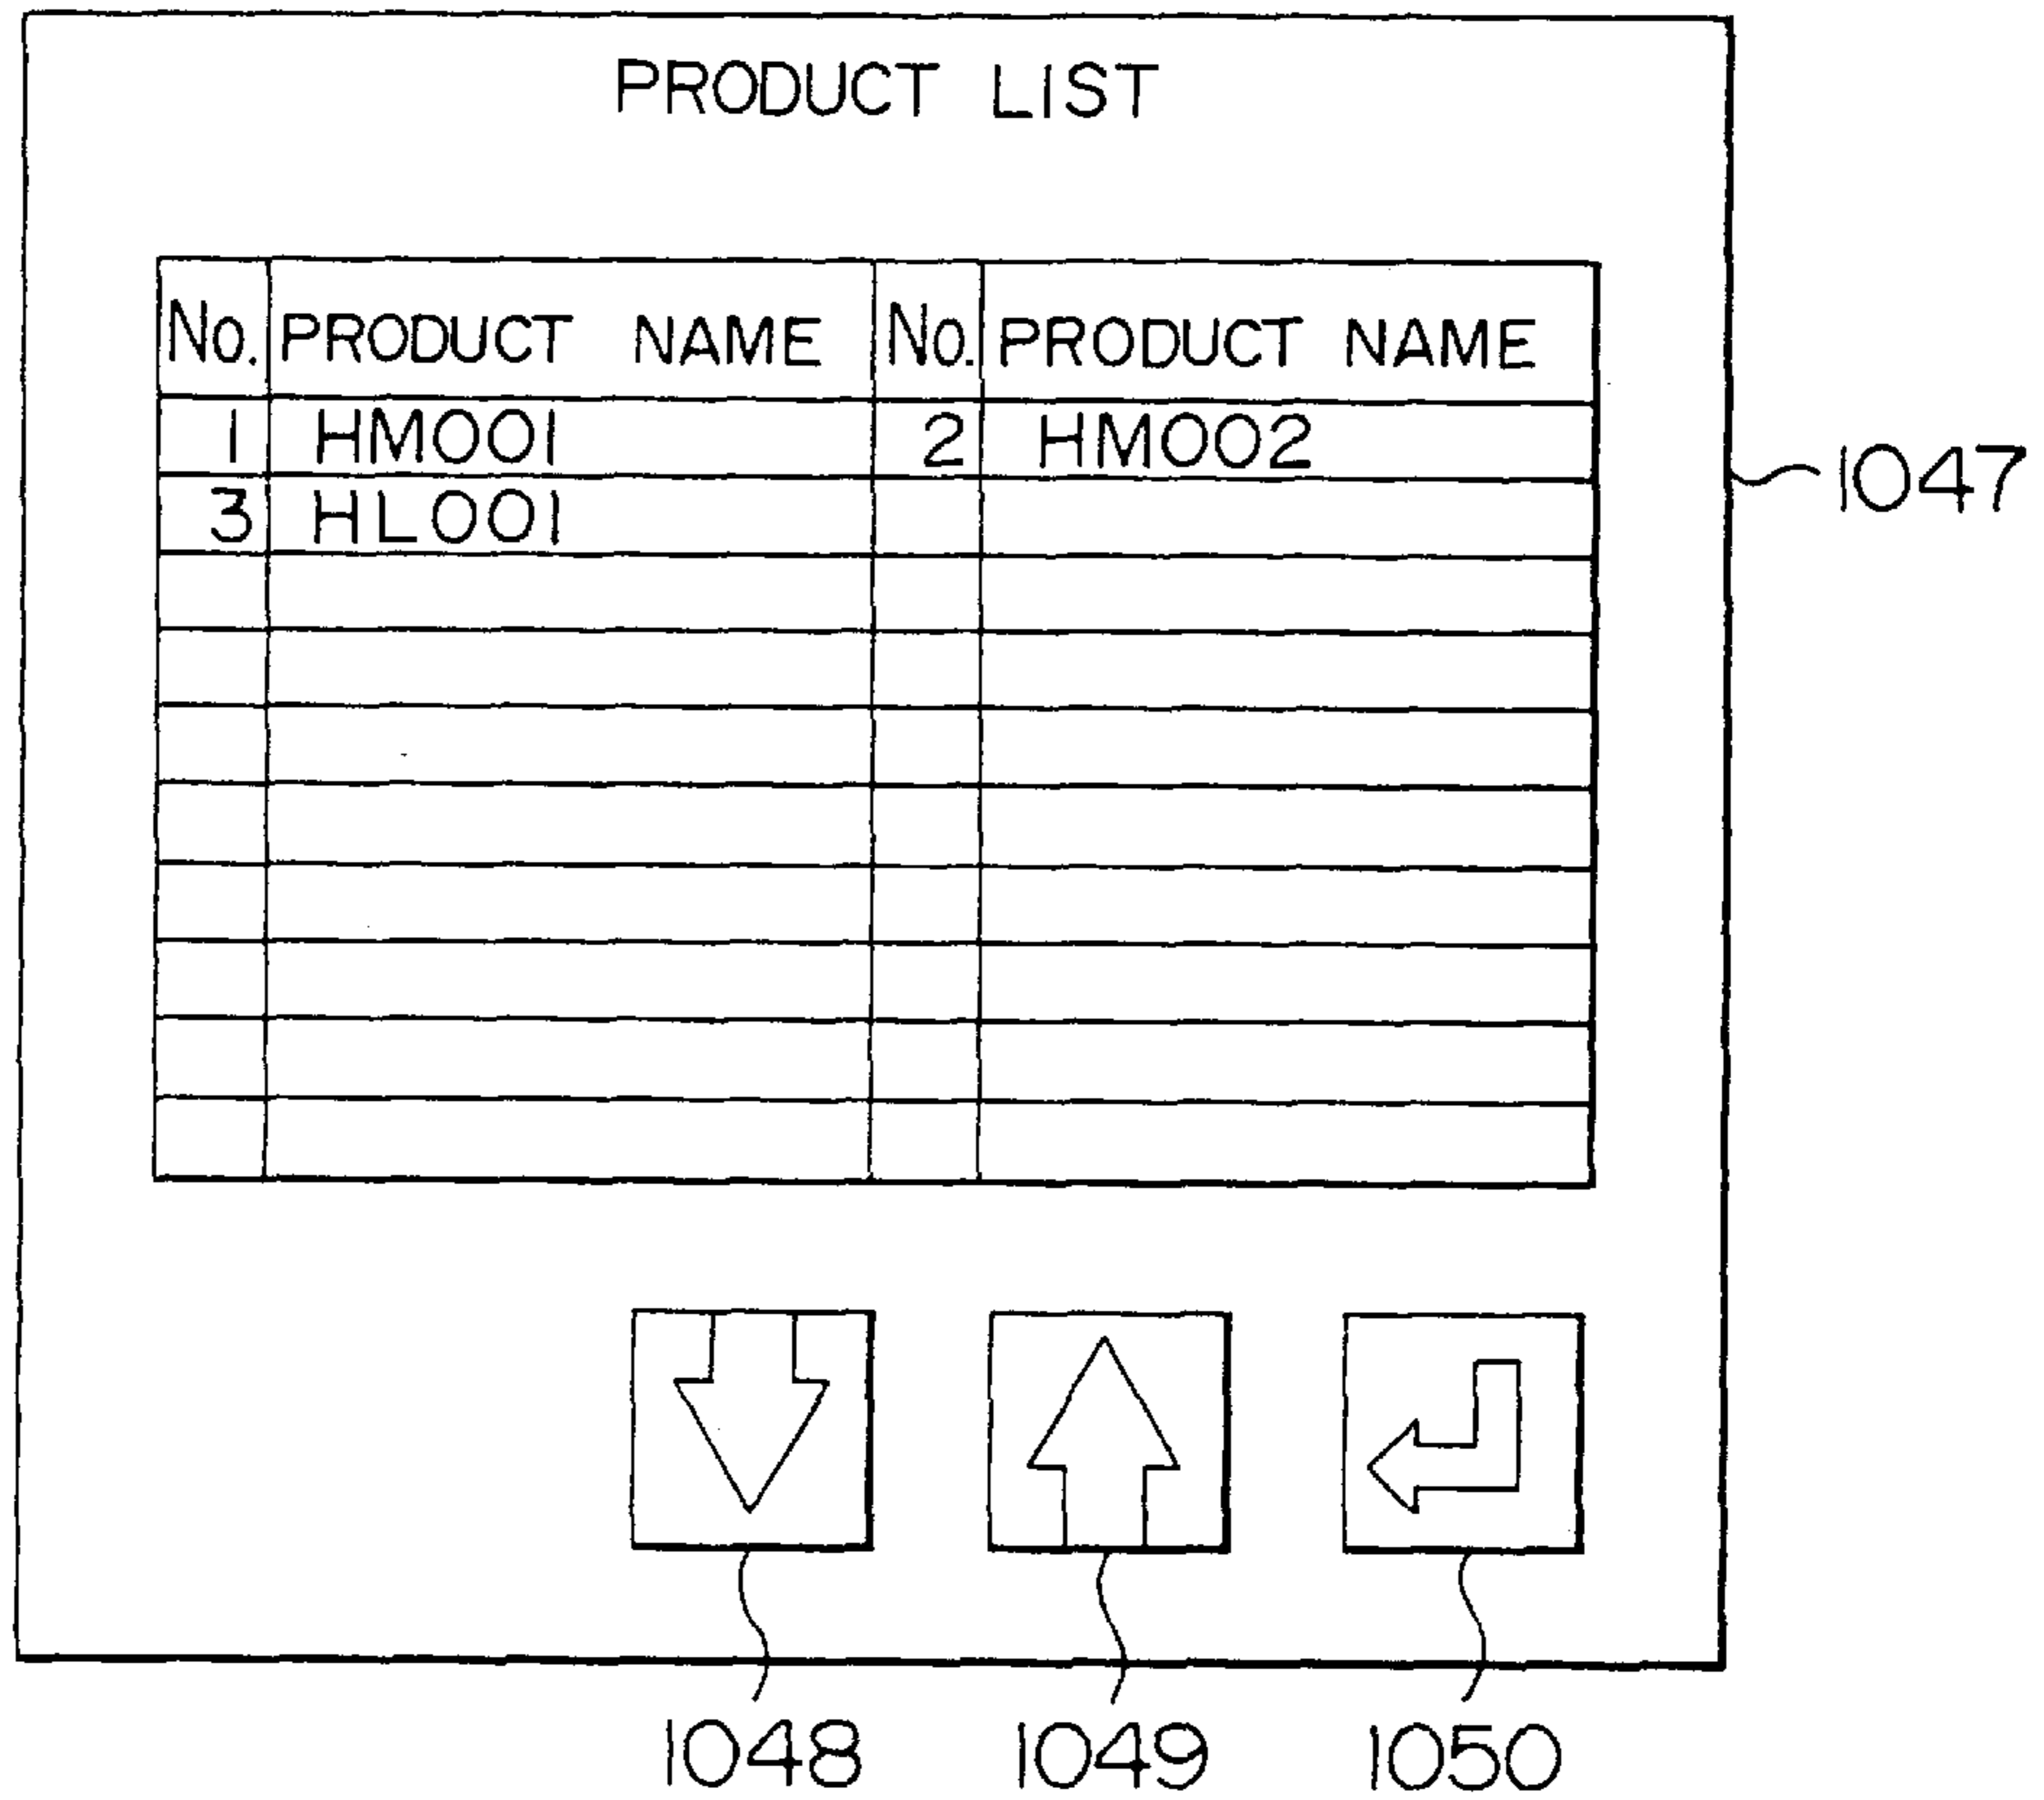 PRODUCT LIST
No. PRODUCT NAME No. PRODUCT NAME
1 HM001 2 HM002
3 HL001
1047
1048 1049 1050